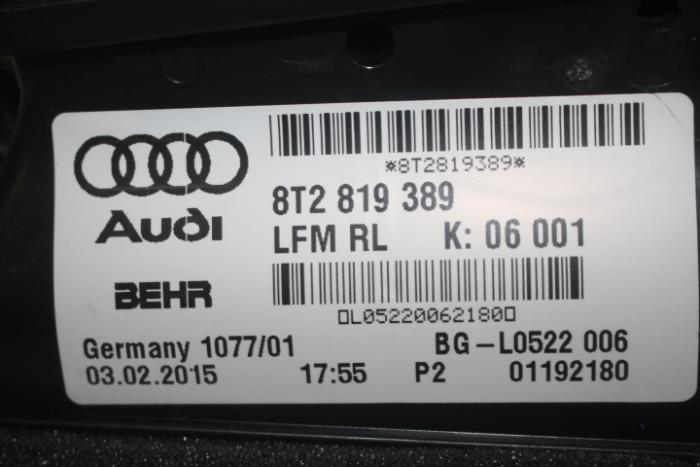 *8T2819389*
Audi
8T2 819 389
LFM RL K: 06 001
BEHR
□L05220062180□
Germany 1077/01 BG-L0522 006
03.02.2015 17:55 P2 01192180